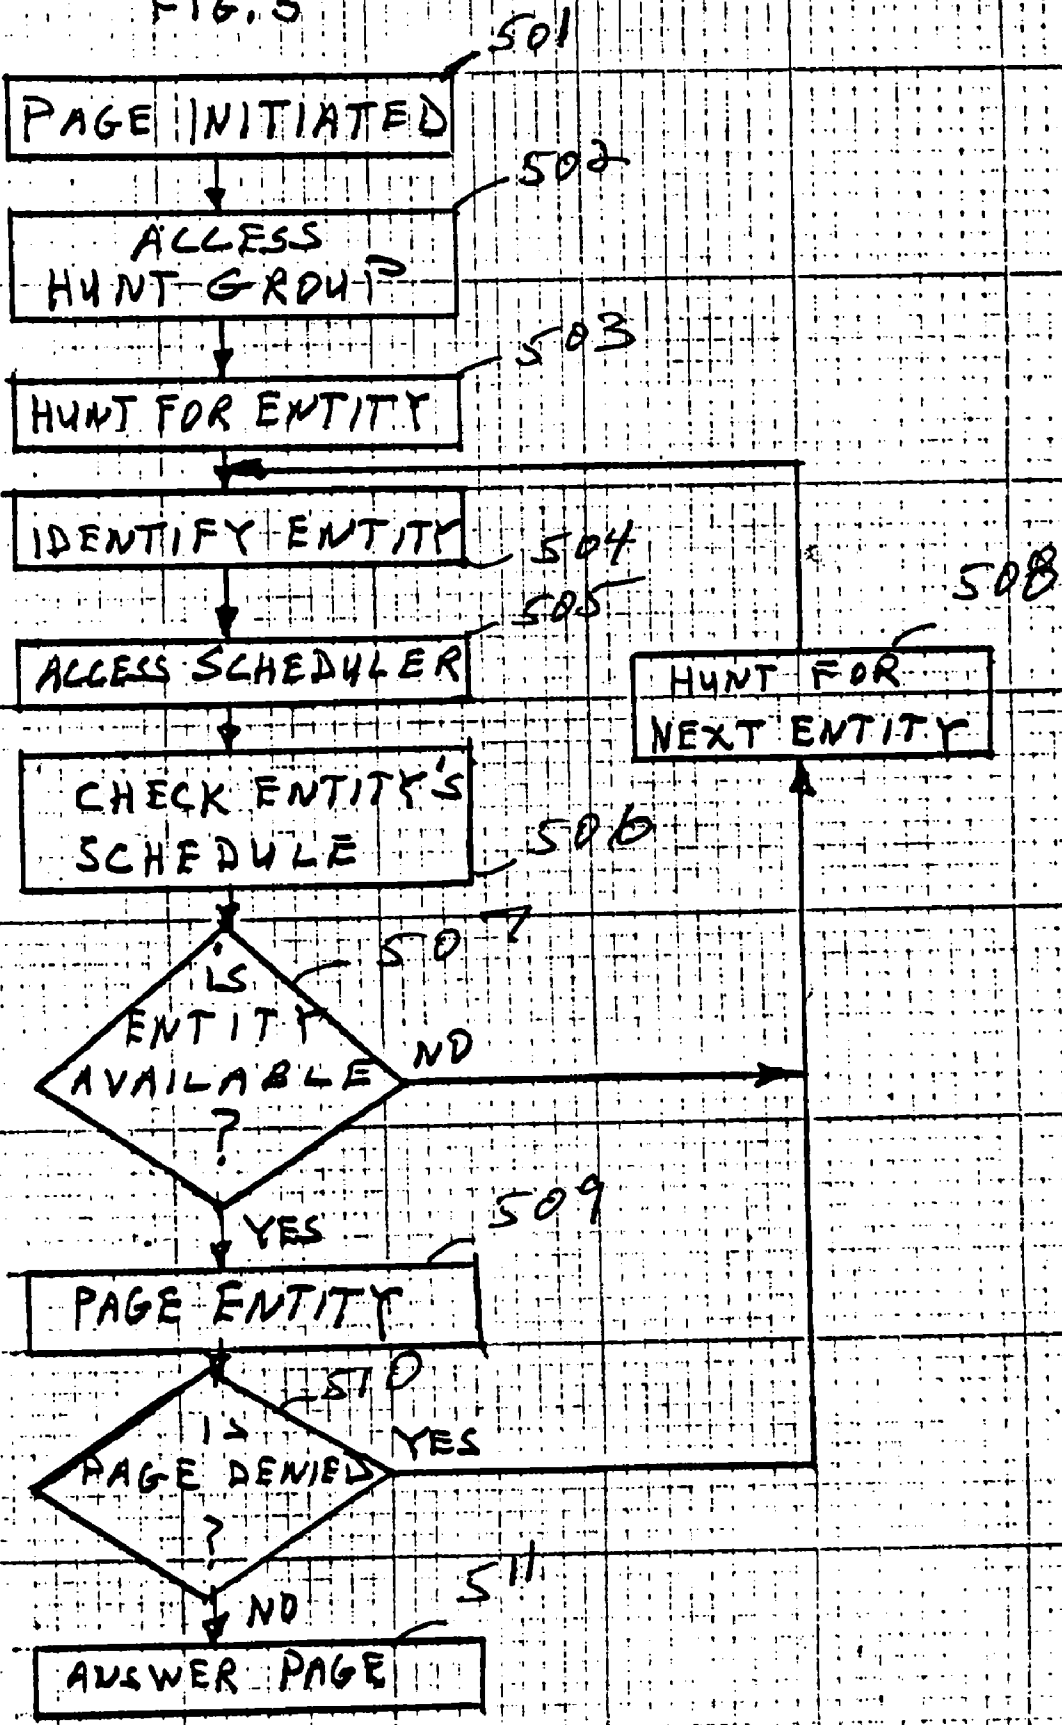 FIG. 5
501
PAGE INITIATED
502
ACCESS
HUNT GROUP
503
HUNT FOR ENTITY
IDENTIFY ENTITY
504
505
ACCESS SCHEDULER
508
HUNT FOR
NEXT ENTITY
CHECK ENTITY'S
SCHEDULE
506
507
IS
ENTITY
AVAILABLE
?
NO
YES
509
PAGE ENTITY
510
IS
PAGE DENIED
?
YES
NO
511
ANSWER PAGE